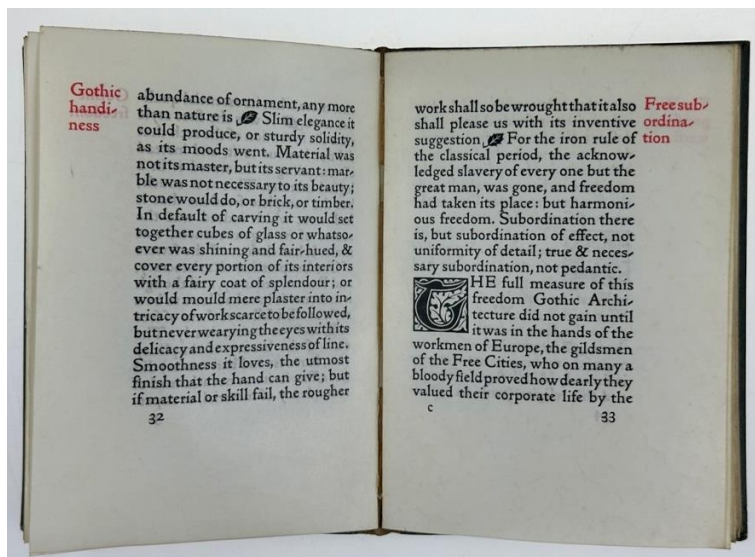 Gothic
handi-
ness
abundance of ornament, any more
than nature is Slim elegance it
could produce, or sturdy solidity,
as its moods went. Material was
not its master, but its servant: mar-
ble was not necessary to its beauty;
stone would do, or brick, or timber.
In default of carving it would set
together cubes of glass or whatso-
ever was shining and fair-hued, &
cover every portion of its interiors
with a fairy coat of splendour; or
would mould mere plaster into in-
tricacy of work scarce to be followed,
but never wearying the eyes with its
delicacy and expressiveness of line.
Smoothness it loves, the utmost
finish that the hand can give; but
if material or skill fail, the rougher
32
work shall so be wrought that it also
shall please us with its inventive
suggestion For the iron rule of
the classical period, the acknow-
ledged slavery of every one but the
great man, was gone, and freedom
had taken its place: but harmoni-
ous freedom. Subordination there
is, but subordination of effect, not
uniformity of detail; true & neces-
sary subordination, not pedantic.
THE full measure of this
freedom Gothic Archi-
tecture did not gain until
it was in the hands of the
workmen of Europe, the gildsmen
of the Free Cities, who on many a
bloody field proved how dearly they
valued their corporate life by the
c
33
Free sub-
ordina-
tion